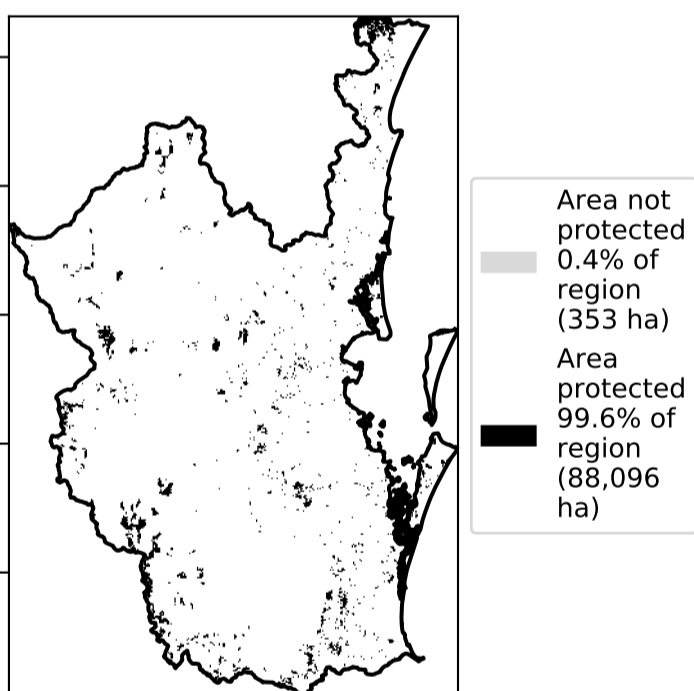 Area not
protected
0.4% of
region
(353 ha)
Area
protected
99.6% of
region
(88,096
ha)